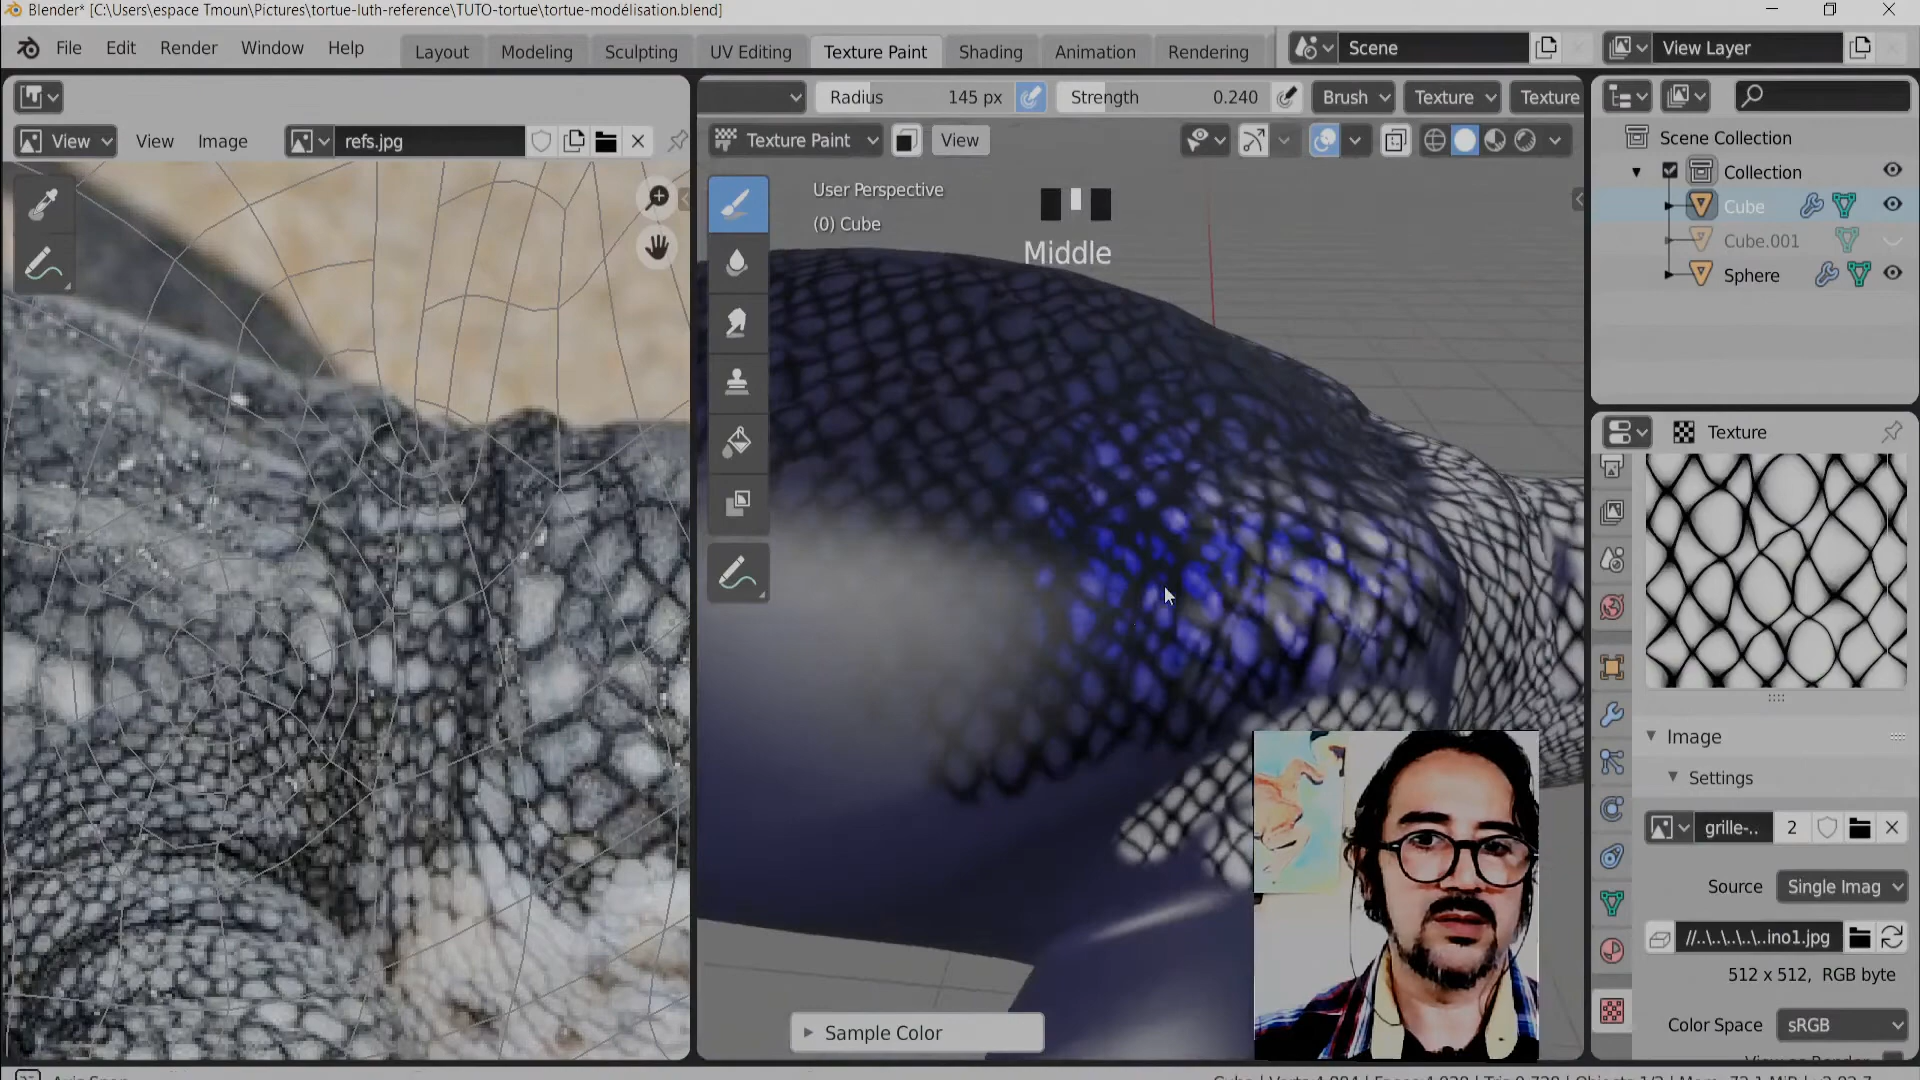 Blender* [C:\Users\espace Tmoun\Pictures\tortue-luth-reference\TUTO-tortue\tortue-modélisation.blend]
File Edit Render Window Help Layout Modeling Sculpting UV Editing Texture Paint Shading Animation Rendering Scene View Layer
Radius 145 px Strength 0.240 Brush Texture Texture
View View Image refs.jpg Texture Paint View
User Perspective
(0) Cube
Middle
Scene Collection
Collection
Cube
Cube.001
Sphere
Texture
Image
Settings
grille-.. 2
Source Single Imag
//..\..\..\..\..ino1.jpg
512 x 512, RGB byte
Color Space sRGB
Sample Color